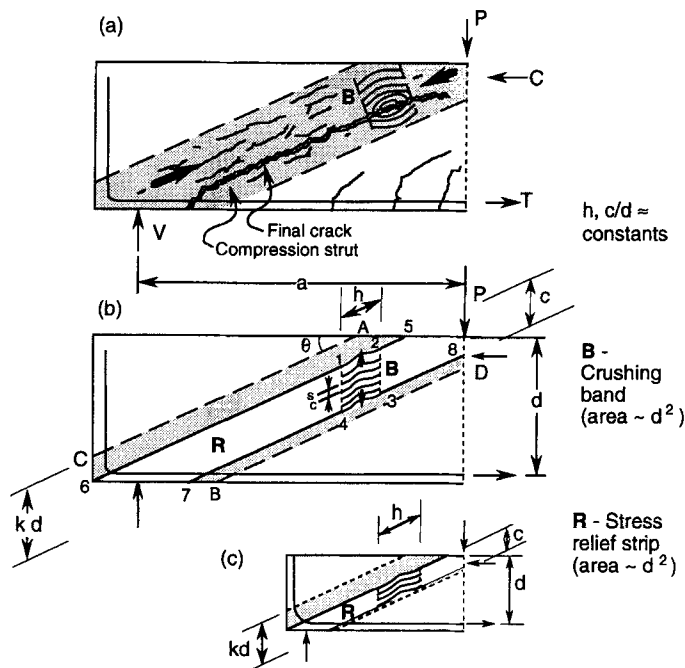 (a)
P
B
C
T
V
Final crack
Compression strut
h, c/d ≈
constants
a
(b)
h
P
c
A
5
θ
2
8
1
B
D
s
c
3
4
d
B -
Crushing
band
(area ~ d²)
R
C
6
7
B
k d
h
R - Stress
relief strip
(area ~ d²)
(c)
c
d
R
kd